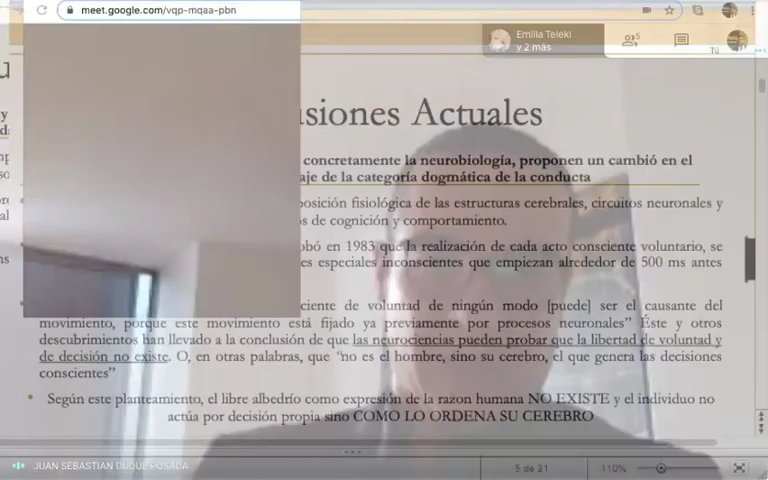 meet.google.com/vqp-mqaa-pbn
Emilia Teleki
y 2 más
5
Tú
usiones Actuales
concretamente la neurobiología, proponen un cambió en el
aje de la categoría dogmática de la conducta
posición fisiológica de las estructuras cerebrales, circuitos neuronales y
os de cognición y comportamiento.
obó en 1983 que la realización de cada acto consciente voluntario, se
es especiales inconscientes que empiezan alrededor de 500 ms antes
ciente de voluntad de ningún modo [puede] ser el causante del
movimiento, porque este movimiento está fijado ya previamente por procesos neuronales” Éste y otros
descubrimientos han llevado a la conclusión de que las neurociencias pueden probar que la libertad de voluntad y
de decisión no existe. O, en otras palabras, que “no es el hombre, sino su cerebro, el que genera las decisiones
conscientes”
• Según este planteamiento, el libre albedrío como expresión de la razon humana NO EXISTE y el individuo no
actúa por decisión propia sino COMO LO ORDENA SU CEREBRO
JUAN SEBASTIAN DUQUE POSADA
5 de 21
110%